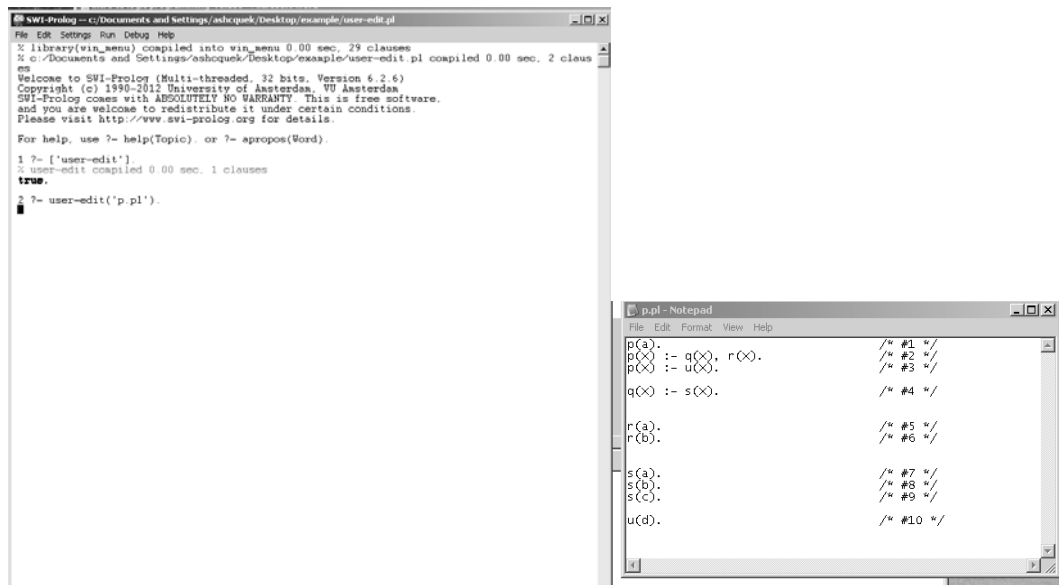 SWI-Prolog -- c:/Documents and Settings/ashcquek/Desktop/example/user-edit.pl
File Edit Settings Run Debug Help
% library(win_menu) compiled into win_menu 0.00 sec, 29 clauses
% c:/Documents and Settings/ashcquek/Desktop/example/user-edit.pl compiled 0.00 sec, 2 claus
es
Welcome to SWI-Prolog (Multi-threaded, 32 bits, Version 6.2.6)
Copyright (c) 1990-2012 University of Amsterdam, VU Amsterdam
SWI-Prolog comes with ABSOLUTELY NO WARRANTY. This is free software,
and you are welcome to redistribute it under certain conditions.
Please visit http://www.swi-prolog.org for details.
For help, use ?- help(Topic). or ?- apropos(Word).
1 ?- ['user-edit'].
% user-edit compiled 0.00 sec, 1 clauses
true.
2 ?- user-edit('p.pl').
p.pl - Notepad
File Edit Format View Help
p(a). /* #1 */
p(X) :- q(X), r(X). /* #2 */
p(X) :- u(X). /* #3 */
q(X) :- s(X). /* #4 */
r(a). /* #5 */
r(b). /* #6 */
s(a). /* #7 */
s(b). /* #8 */
s(c). /* #9 */
u(d). /* #10 */